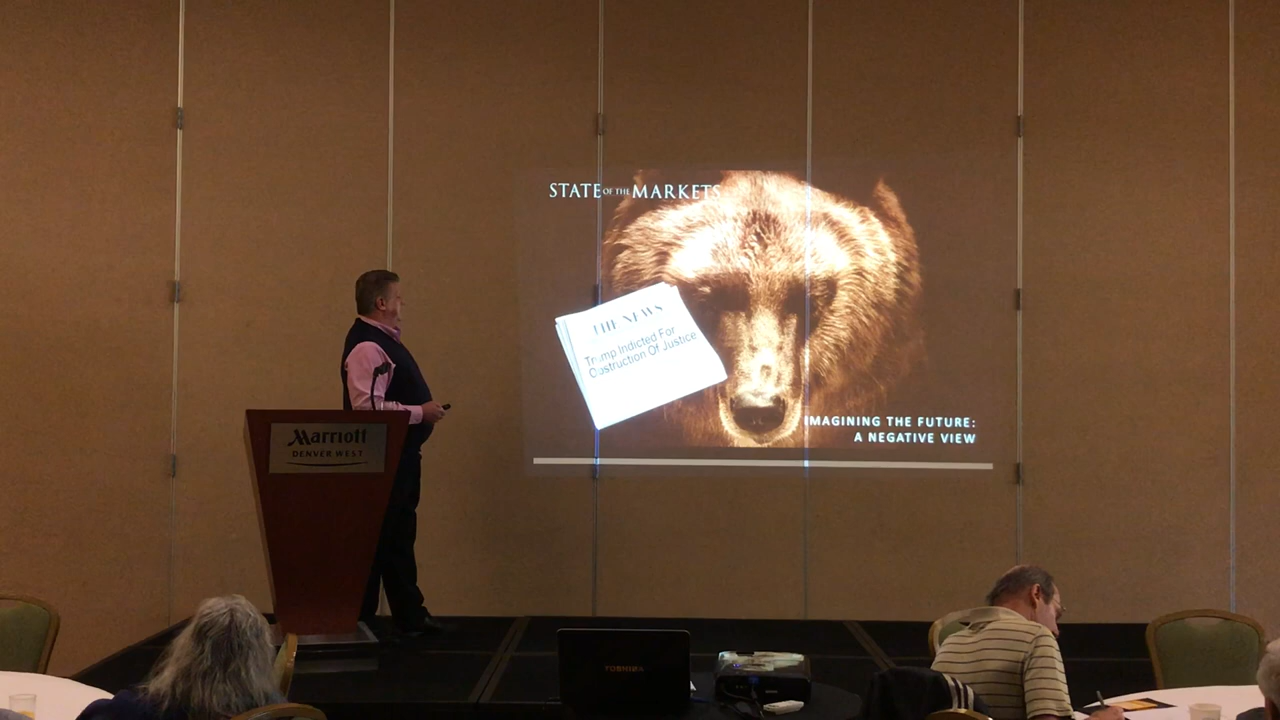 STATE OF THE MARKETS
THE NEWS
Trump Indicted For
Obstruction Of Justice
IMAGINING THE FUTURE:
A NEGATIVE VIEW
Marriott
DENVER WEST
TOSHIBA